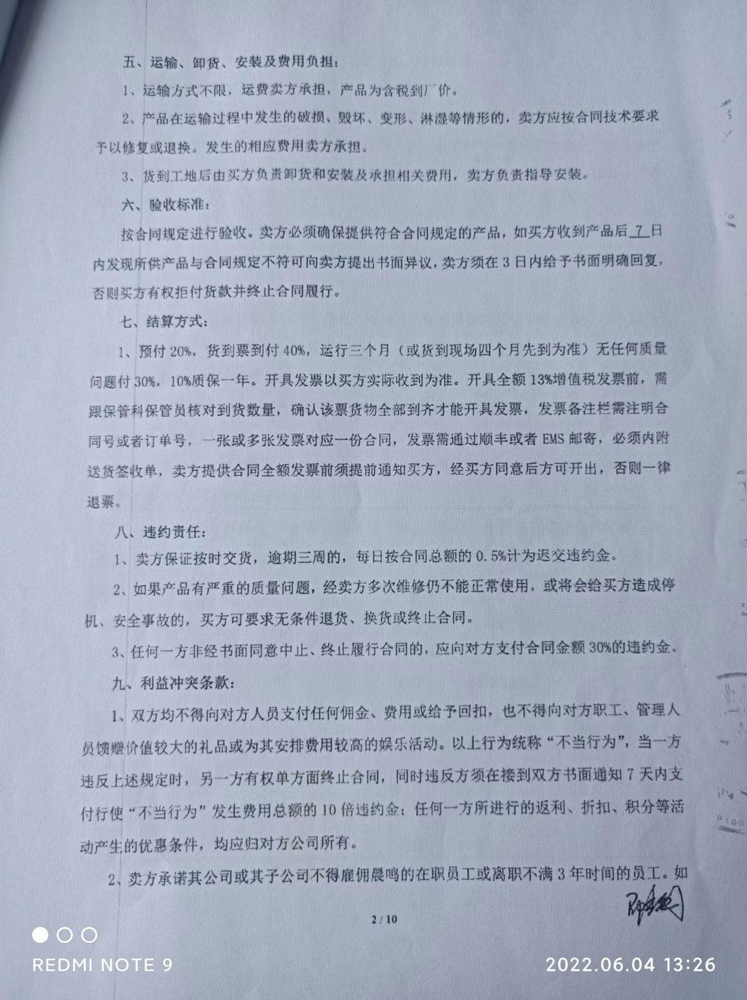 五、运输、卸货、安装及费用负担：
1、运输方式不限，运费卖方承担，产品为含税到厂价。
2、产品在运输过程中发生的破损、毁坏、变形、淋湿等情形的，卖方应按合同技术要求
予以修复或退换。发生的相应费用卖方承担。
3、货到工地后由买方负责卸货和安装及承担相关费用，卖方负责指导安装。
六、验收标准：
按合同规定进行验收。卖方必须确保提供符合合同规定的产品，如买方收到产品后 7 日
内发现所供产品与合同规定不符可向卖方提出书面异议，卖方须在 3 日内给予书面明确回复，
否则买方有权拒付货款并终止合同履行。
七、结算方式：
1、预付 20%，货到票到付 40%，运行三个月（或货到现场四个月先到为准）无任何质量
问题付 30%，10%质保一年。开具发票以买方实际收到为准。开具全额 13%增值税发票前，需
跟保管科保管员核对到货数量，确认该票货物全部到齐才能开具发票，发票备注栏需注明合
同号或者订单号，一张或多张发票对应一份合同，发票需通过顺丰或者 EMS 邮寄，必须内附
送货签收单，卖方提供合同全额发票前须提前通知买方，经买方同意后方可开出，否则一律
退票。
八、违约责任：
1、卖方保证按时交货，逾期三周的，每日按合同总额的 0.5%计为迟交违约金。
2、如果产品有严重的质量问题，经卖方多次维修仍不能正常使用，或将会给买方造成停
机、安全事故的，买方可要求无条件退货、换货或终止合同。
3、任何一方非经书面同意中止、终止履行合同的，应向对方支付合同金额 30%的违约金。
九、利益冲突条款：
1、双方均不得向对方人员支付任何佣金、费用或给予回扣，也不得向对方职工、管理人
员馈赠价值较大的礼品或为其安排费用较高的娱乐活动。以上行为统称“不当行为”，当一方
违反上述规定时，另一方有权单方面终止合同，同时违反方须在接到双方书面通知 7 天内支
付行使“不当行为”发生费用总额的 10 倍违约金；任何一方所进行的返利、折扣、积分等活
动产生的优惠条件，均应归对方公司所有。
2、卖方承诺其公司或其子公司不得雇佣晨鸣的在职员工或离职不满 3 年时间的员工。如
2 / 10
REDMI NOTE 9
2022.06.04 13:26